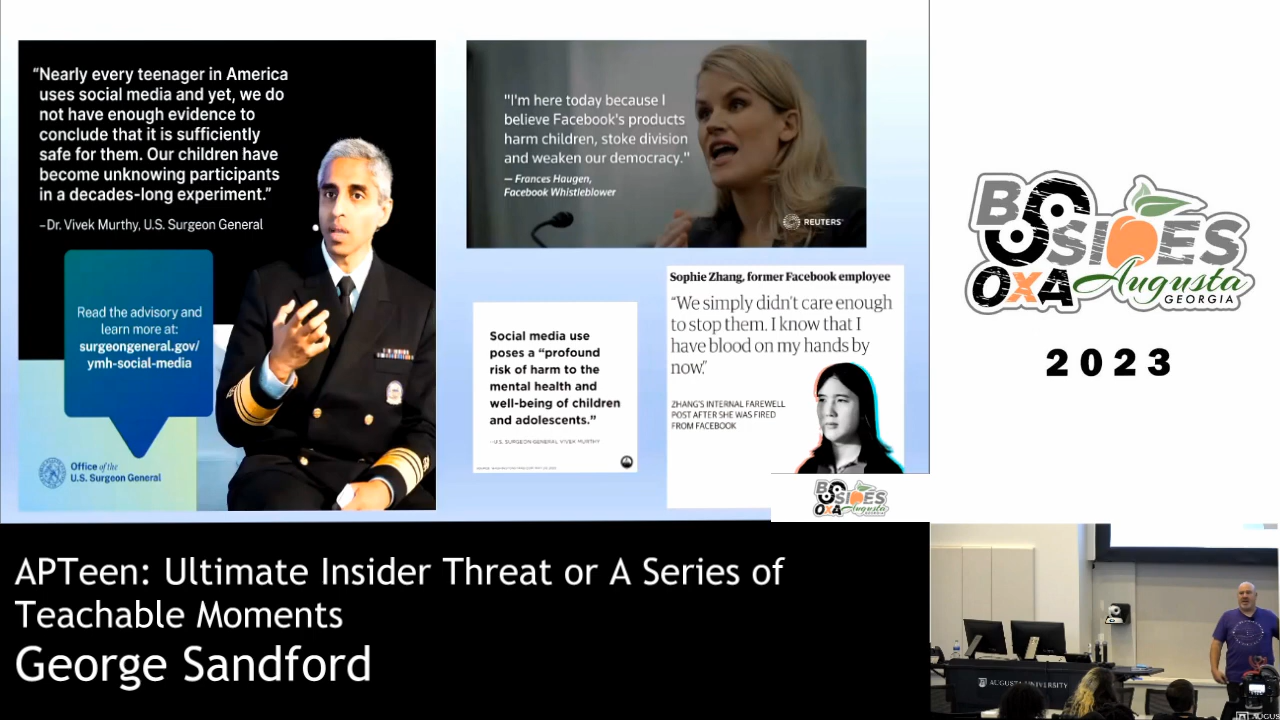 “Nearly every teenager in America
uses social media and yet, we do
not have enough evidence to
conclude that it is sufficiently
safe for them. Our children have
become unknowing participants
in a decades-long experiment.”
–Dr. Vivek Murthy, U.S. Surgeon General
Read the advisory and
learn more at:
surgeongeneral.gov/
ymh-social-media
Office of the
U.S. Surgeon General
"I'm here today because I
believe Facebook's products
harm children, stoke division
and weaken our democracy."
— Frances Haugen,
Facebook Whistleblower
REUTERS
Social media use
poses a “profound
risk of harm to the
mental health and
well-being of children
and adolescents.”
–U.S. SURGEON GENERAL VIVEK MURTHY
Sophie Zhang, former Facebook employee
“We simply didn’t care enough
to stop them. I know that I
have blood on my hands by
now.”
ZHANG'S INTERNAL FAREWELL
POST AFTER SHE WAS FIRED
FROM FACEBOOK
BSIDES
OxA Augusta
BSIDES
OxA Augusta
GEORGIA
2023
APTeen: Ultimate Insider Threat or A Series of
Teachable Moments
George Sandford
AUGUSTA UNIVERSITY
AUGUS